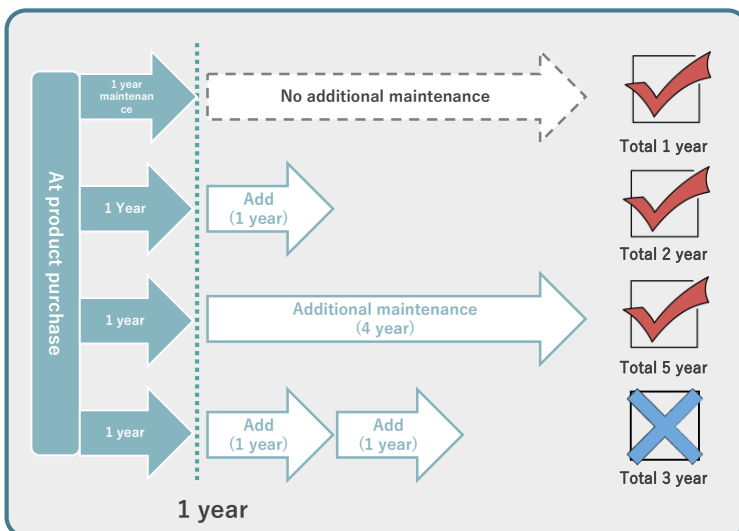 At product purchase
1 year
maintenan
ce
No additional maintenance
Total 1 year
1 Year
Add
(1 year)
Total 2 year
1 year
Additional maintenance
(4 year)
Total 5 year
1 year
Add
(1 year)
Add
(1 year)
Total 3 year
1 year